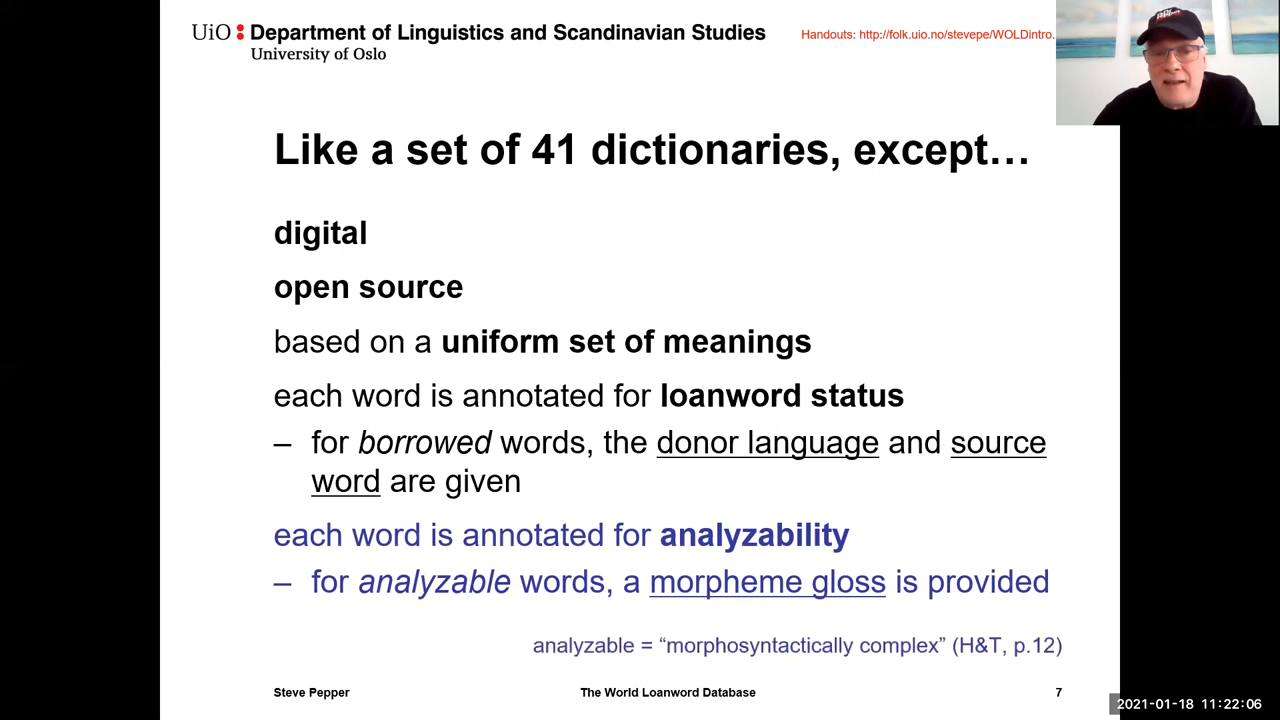 UiO : Department of Linguistics and Scandinavian Studies
University of Oslo
Handouts: http://folk.uio.no/stevepe/WOLDintro.
Like a set of 41 dictionaries, except…
digital
open source
based on a uniform set of meanings
each word is annotated for loanword status
– for borrowed words, the donor language and source
word are given
each word is annotated for analyzability
– for analyzable words, a morpheme gloss is provided
analyzable = “morphosyntactically complex” (H&T, p.12)
Steve Pepper
The World Loanword Database
7
2021-01-18 11:22:06